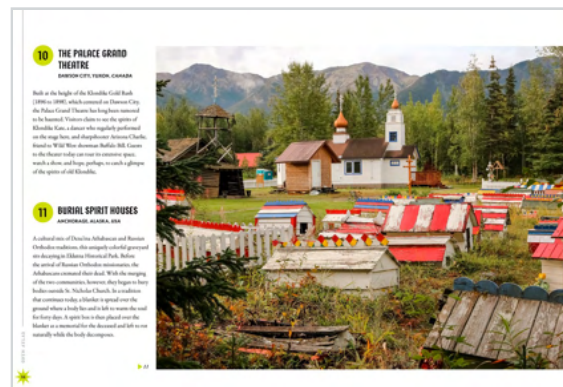 10
THE PALACE GRAND
THEATRE
DAWSON CITY, YUKON, CANADA
Built at the height of the Klondike Gold Rush
(1896 to 1898), which centered on Dawson City,
the Palace Grand Theatre has long been rumored
to be haunted. Visitors claim to see the spirits of
Klondike Kate, a dancer who regularly performed
on the stage here, and sharpshooter Arizona Charlie,
friend to Wild West showman Buffalo Bill. Guests
to the theater today can tour its extensive space,
watch a show, and hope, perhaps, to catch a glimpse
of the spirits of old Klondike.
11
BURIAL SPIRIT HOUSES
ANCHORAGE, ALASKA, USA
A cultural mix of Dena'ina Athabascan and Russian
Orthodox traditions, this uniquely colorful graveyard
sits decaying in Eklutna Historical Park. Before
the arrival of Russian Orthodox missionaries, the
Athabascans cremated their dead. With the merging
of the two communities, however, they began to bury
bodies outside St. Nicholas Church. In a tradition
that continues today, a blanket is spread over the
ground where a body lies and is left to warm the soul
for forty days. A spirit box is then placed over the
blanket as a memorial for the deceased and left to rot
naturally while the body decomposes.